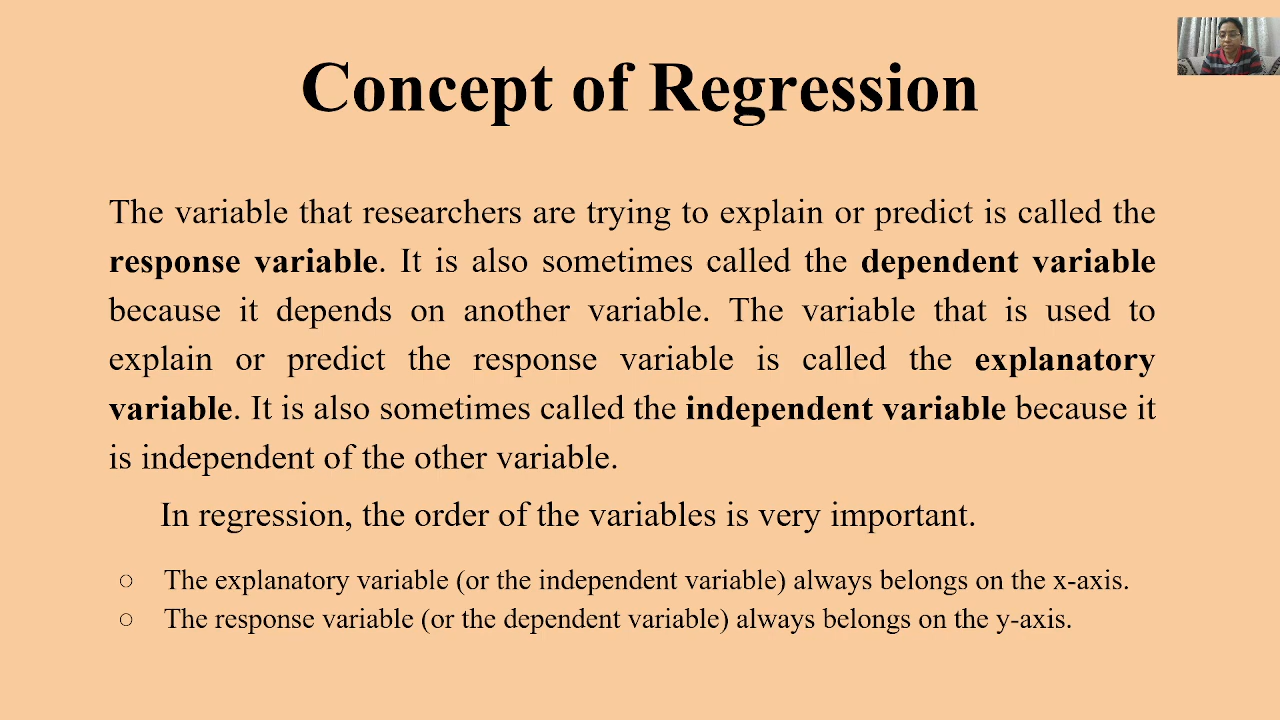 Concept of Regression
The variable that researchers are trying to explain or predict is called the
response variable. It is also sometimes called the dependent variable
because it depends on another variable. The variable that is used to
explain or predict the response variable is called the explanatory
variable. It is also sometimes called the independent variable because it
is independent of the other variable.
In regression, the order of the variables is very important.
○ The explanatory variable (or the independent variable) always belongs on the x-axis.
○ The response variable (or the dependent variable) always belongs on the y-axis.